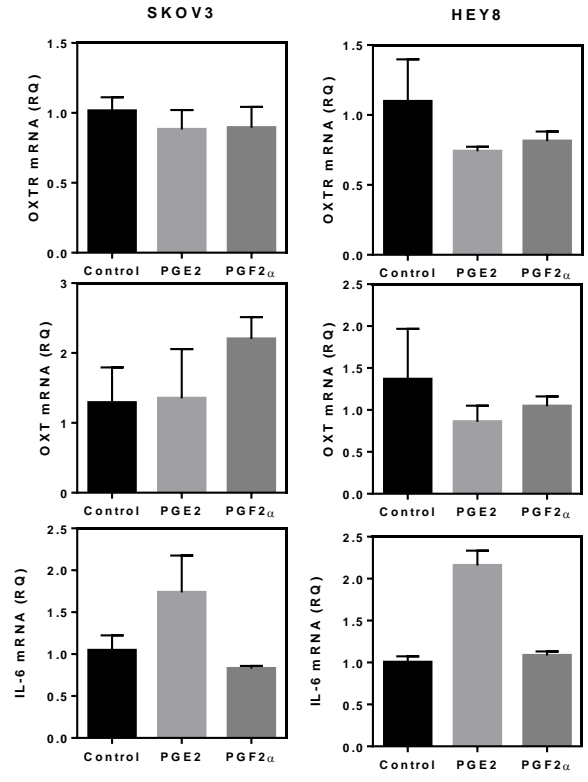 SKOV3
HEY8
OXTR mRNA (RQ)
1.5
1.0
0.5
0.0
Control PGE2 PGF2α
OXTR mRNA (RQ)
1.5
1.0
0.5
0.0
Control PGE2 PGF2α
OXT mRNA (RQ)
3
2
1
0
Control PGE2 PGF2α
OXT mRNA (RQ)
2.5
2.0
1.5
1.0
0.5
0.0
Control PGE2 PGF2α
IL-6 mRNA (RQ)
2.5
2.0
1.5
1.0
0.5
0.0
Control PGE2 PGF2α
IL-6 mRNA (RQ)
2.5
2.0
1.5
1.0
0.5
0.0
Control PGE2 PGF2α